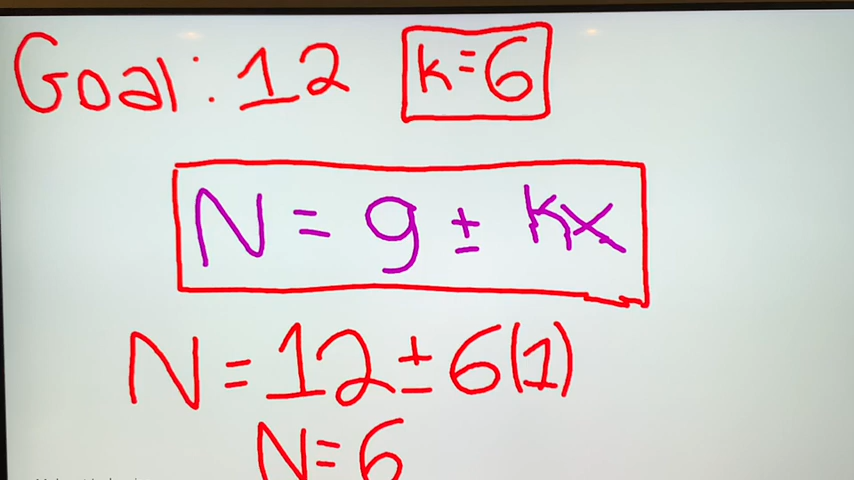 Goal: 12 k=6
N = g ± kx
N = 12 ± 6(1)
N = 6